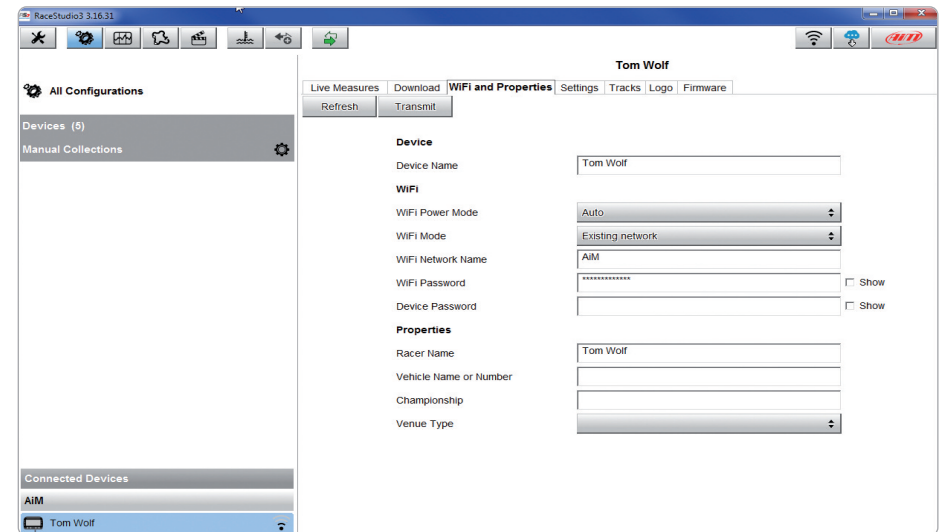 RaceStudio3 3.16.31
AiM
Tom Wolf
All Configurations
Live Measures Download WiFi and Properties Settings Tracks Logo Firmware
Refresh Transmit
Devices (5)
Manual Collections
Device
Device Name Tom Wolf
WiFi
WiFi Power Mode Auto
WiFi Mode Existing network
WiFi Network Name AiM
WiFi Password ************* Show
Device Password Show
Properties
Racer Name Tom Wolf
Vehicle Name or Number
Championship
Venue Type
Connected Devices
AiM
Tom Wolf